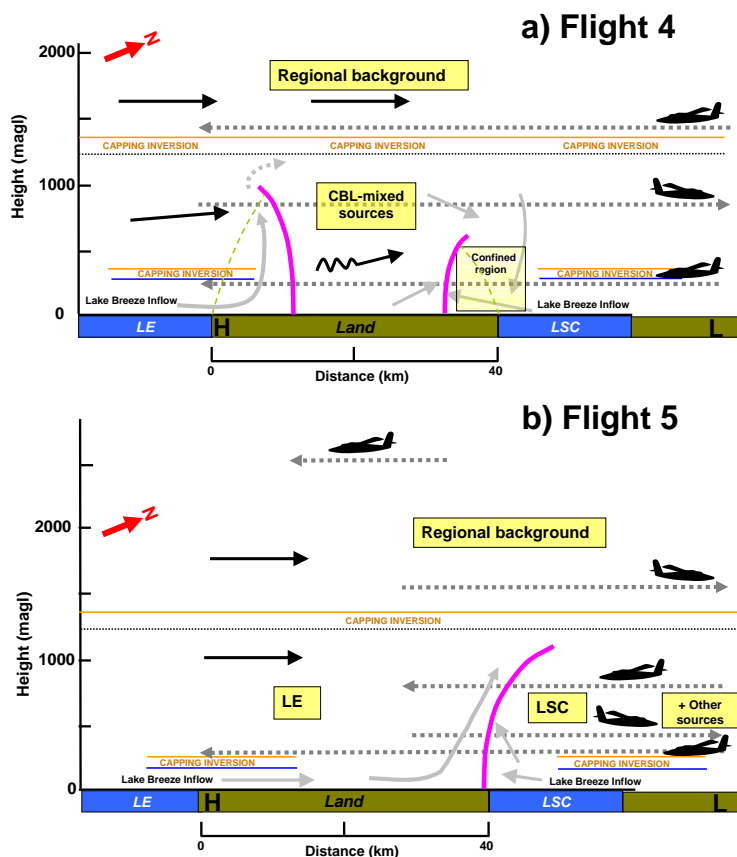 a) Flight 4
2000
N
Regional background
Height (magl)
CAPPING INVERSION CAPPING INVERSION CAPPING INVERSION
1000
CBL-mixed
sources
Confined
region
CAPPING INVERSION CAPPING INVERSION
Lake Breeze Inflow Lake Breeze Inflow
0
LE H Land LSC L
0 40
Distance (km)
b) Flight 5
2000
N
Regional background
Height (magl)
CAPPING INVERSION
1000
LE LSC + Other
sources
CAPPING INVERSION CAPPING INVERSION
Lake Breeze Inflow Lake Breeze Inflow
0
LE H Land LSC L
0 40
Distance (km)